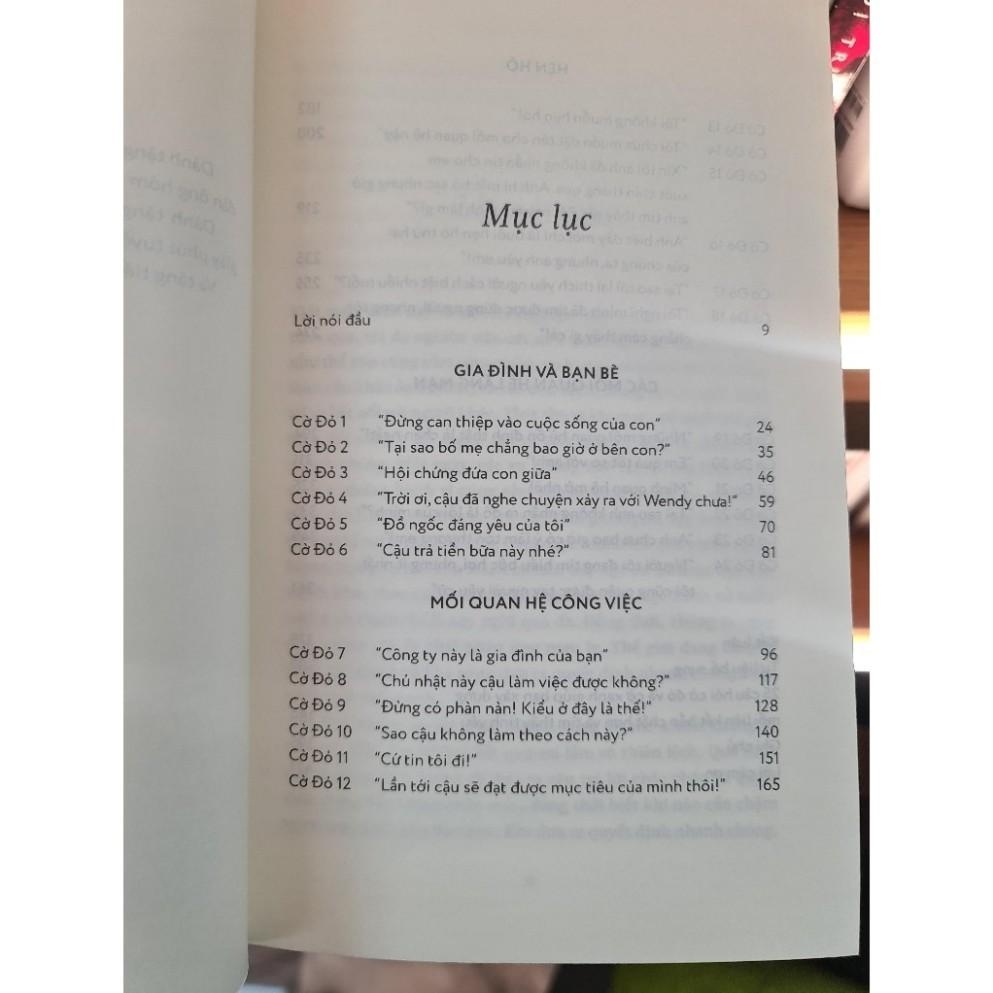 Mục lục
Lời nói đầu 9
GIA ĐÌNH VÀ BẠN BÈ
Cờ Đỏ 1 “Đừng can thiệp vào cuộc sống của con” 24
Cờ Đỏ 2 “Tại sao bố mẹ chẳng bao giờ ở bên con?” 35
Cờ Đỏ 3 “Hội chứng đứa con giữa” 46
Cờ Đỏ 4 “Trời ơi, cậu đã nghe chuyện xảy ra với Wendy chưa!” 59
Cờ Đỏ 5 “Đồ ngốc đáng yêu của tôi” 70
Cờ Đỏ 6 “Cậu trả tiền bữa này nhé?” 81
MỐI QUAN HỆ CÔNG VIỆC
Cờ Đỏ 7 “Công ty này là gia đình của bạn” 96
Cờ Đỏ 8 “Chủ nhật này cậu làm việc được không?” 117
Cờ Đỏ 9 “Đừng có phàn nàn! Kiểu ở đây là thế!” 128
Cờ Đỏ 10 “Sao cậu không làm theo cách này?” 140
Cờ Đỏ 11 “Cứ tin tôi đi!” 151
Cờ Đỏ 12 “Lần tới cậu sẽ đạt được mục tiêu của mình thôi!” 165